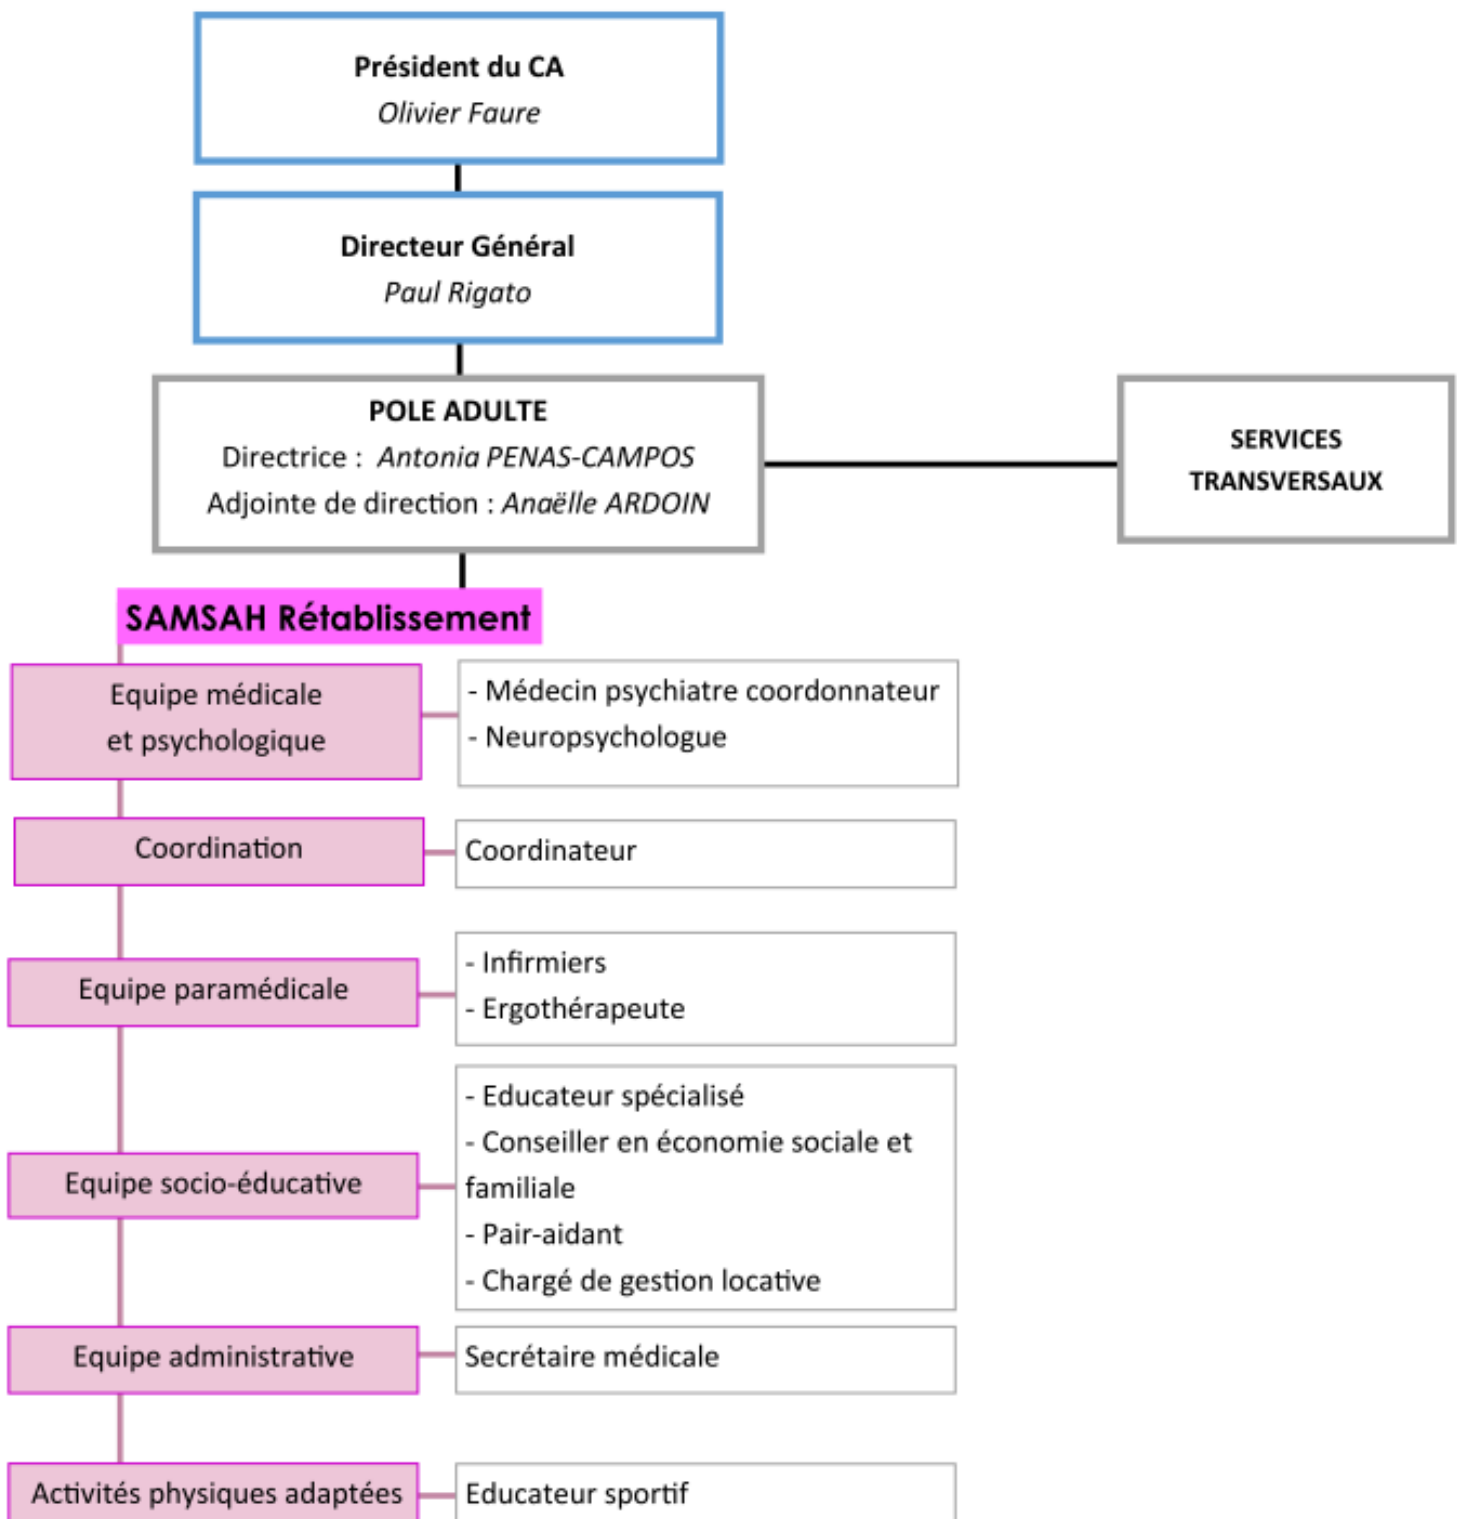 Président du CA
Olivier Faure
Directeur Général
Paul Rigato
POLE ADULTE
Directrice : Antonia PENAS-CAMPOS
Adjointe de direction : Anaëlle ARDOIN
SERVICES
TRANSVERSAUX
SAMSAH Rétablissement
Equipe médicale
et psychologique
- Médecin psychiatre coordonnateur
- Neuropsychologue
Coordination
Coordinateur
Equipe paramédicale
- Infirmiers
- Ergothérapeute
Equipe socio-éducative
- Educateur spécialisé
- Conseiller en économie sociale et
familiale
- Pair-aidant
- Chargé de gestion locative
Equipe administrative
Secrétaire médicale
Activités physiques adaptées
Educateur sportif